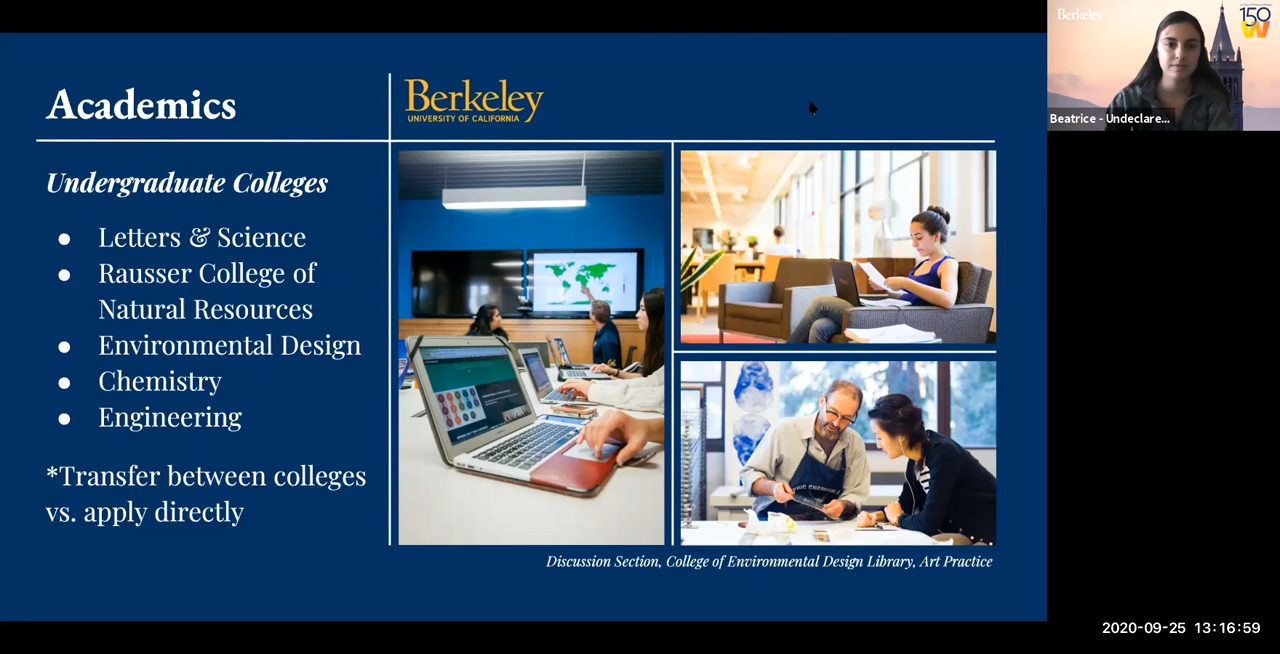 Academics
Berkeley
UNIVERSITY OF CALIFORNIA
Undergraduate Colleges
● Letters & Science
● Rausser College of
Natural Resources
● Environmental Design
● Chemistry
● Engineering
*Transfer between colleges
vs. apply directly
Discussion Section, College of Environmental Design Library, Art Practice
Berkeley
150
W
Beatrice - Undeclare...
2020-09-25 13:16:59